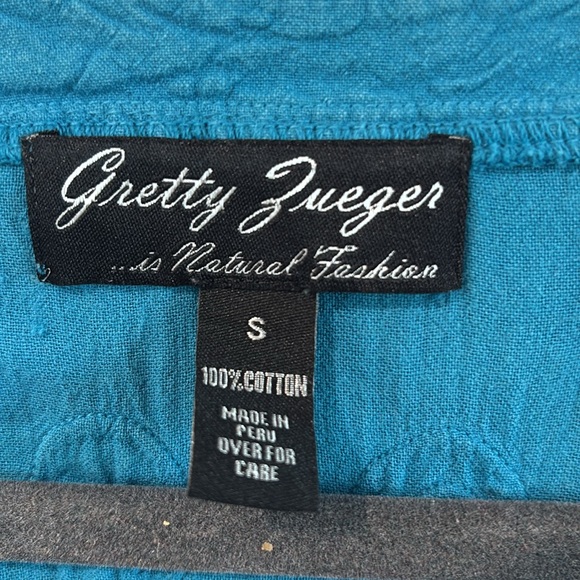 Gretty Zueger
...is Natural Fashion
S
100% COTTON
MADE IN
PERU
OVER FOR
CARE